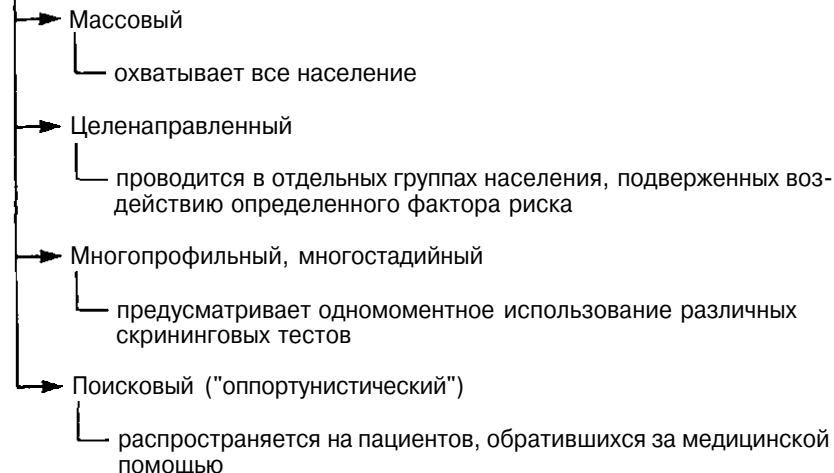 Массовый
охватывает все население
Целенаправленный
проводится в отдельных группах населения, подверженных воз-
действию определенного фактора риска
Многопрофильный, многостадийный
предусматривает одномоментное использование различных
скрининговых тестов
Поисковый ("оппортунистический")
распространяется на пациентов, обратившихся за медицинской
помощью